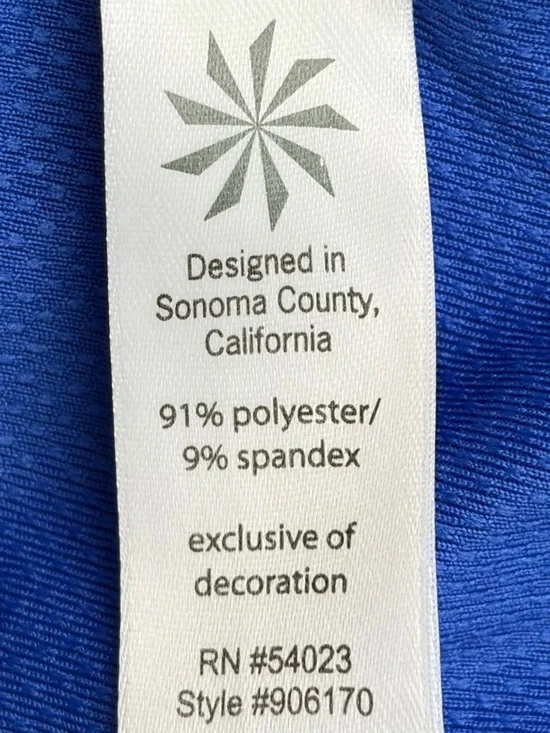 Designed in
Sonoma County,
California
91% polyester/
9% spandex
exclusive of
decoration
RN #54023
Style #906170